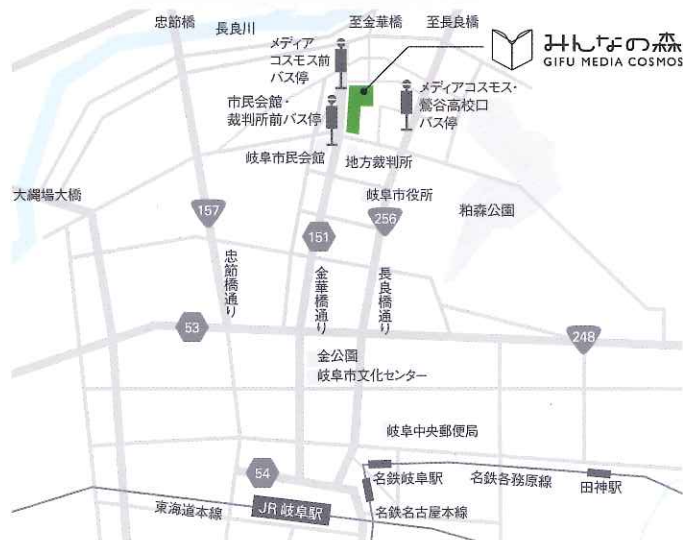 忠節橋
長良川
至金華橋
至長良橋
みんなの森
GIFU MEDIA COSMOS
メディア
コスモス前
バス停
メディアコスモス・
鶯谷高校口
バス停
市民会館・
裁判所前バス停
岐阜市民会館
地方裁判所
大縄場大橋
岐阜市役所
粕森公園
157
256
151
忠節橋通り
金華橋通り
長良橋通り
53
248
金公園
岐阜市文化センター
岐阜中央郵便局
54
名鉄岐阜駅
名鉄各務原線
田神駅
東海道本線
JR 岐阜駅
名鉄名古屋本線